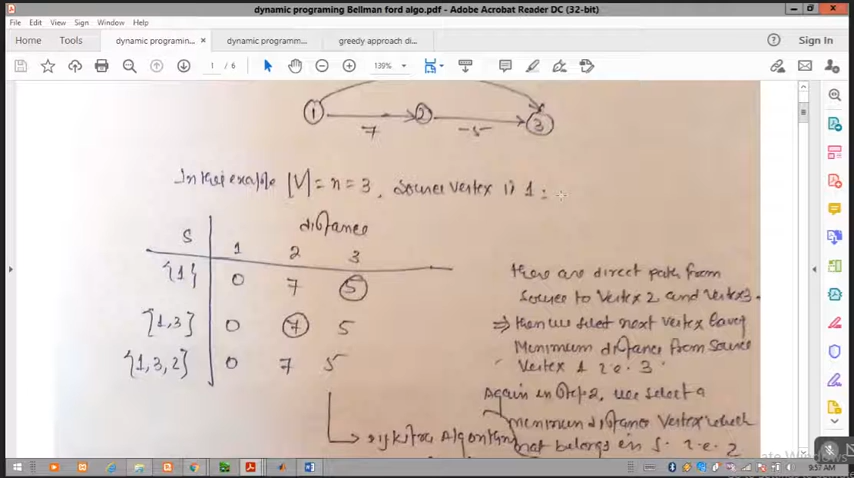 dynamic programing Bellman ford algo.pdf - Adobe Acrobat Reader DC (32-bit)
File Edit View Sign Window Help
Home Tools dynamic programin... × dynamic programm... greedy approach di... Sign In
1 / 6 139%
1 2 3
7 -5
In this example |V| = n = 3, Source vertex is 1:
distance
S 1 2 3
{1} 0 7 5
{1,3} 0 7 5
{1,3,2} 0 7 5
there are direct path from
Source to Vertex 2 and Vertex 3.
⇒ then we select next vertex having
Minimum distance from source
Vertex 1 i.e. 3.
Again in Step 2, we select a
minimum distance Vertex which
not belongs in S. i.e. 2
Algorithm
Activate Windows
9:57 AM